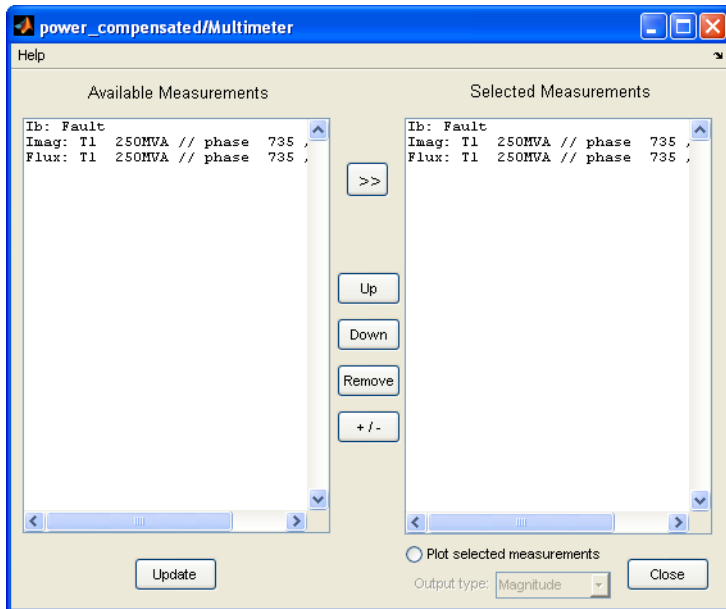 power_compensated/Multimeter
Help
Available Measurements
Ib: Fault
Imag: T1  250MVA // phase  735 ,
Flux: T1  250MVA // phase  735 ,
>>
Up
Down
Remove
+ / -
Selected Measurements
Ib: Fault
Imag: T1  250MVA // phase  735 ,
Flux: T1  250MVA // phase  735 ,
Update
Plot selected measurements
Output type: Magnitude
Close